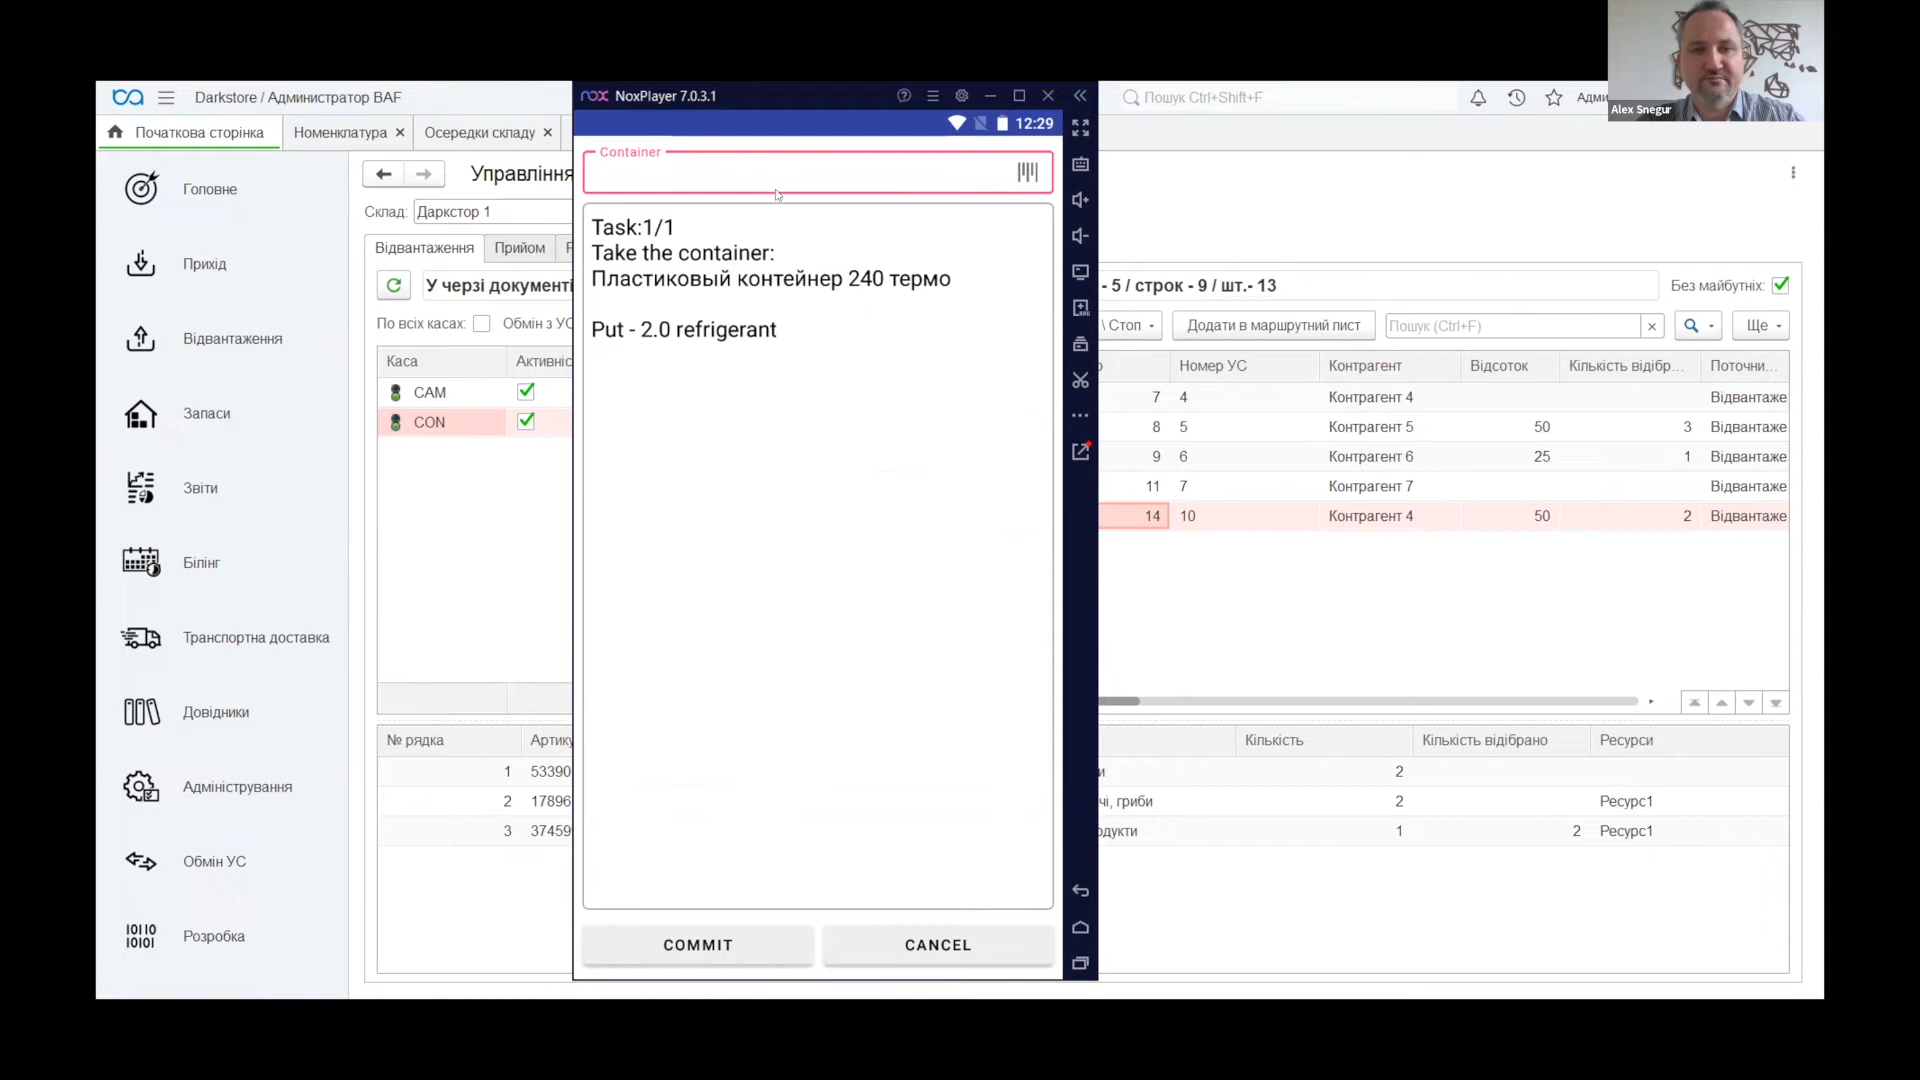 Alex Snegur
Darkstore / Администратор BAF
nox NoxPlayer 7.0.3.1
Пошук Ctrl+Shift+F
Початкова сторінка
Номенклатура
Осередки складу
12:29
Головне
Прихід
Відвантаження
Запаси
Звіти
Білінг
Транспортна доставка
Довідники
Адміністрування
Обмін УС
Розробка
Управління
Склад: Даркстор 1
Відвантаження
Прийом
У черзі документі
По всіх касах:
Обмін з УС
Каса Активніс
CAM
CON
№ рядка Артику
1 53390
2 17896
3 37459
Container
Task:1/1
Take the container:
Пластиковый контейнер 240 термо
Put - 2.0 refrigerant
COMMIT
CANCEL
- 5 / строк - 9 / шт.- 13
Без майбутніх:
\ Стоп
Додати в маршрутний лист
Пошук (Ctrl+F)
Ще
Номер УС Контрагент Відсоток Кількість відібр... Поточни...
7 4 Контрагент 4 Відвантаже
8 5 Контрагент 5 50 3 Відвантаже
9 6 Контрагент 6 25 1 Відвантаже
11 7 Контрагент 7 Відвантаже
14 10 Контрагент 4 50 2 Відвантаже
Кількість Кількість відібрано Ресурси
и 2
чі, гриби 2 Ресурс1
одукти 1 2 Ресурс1